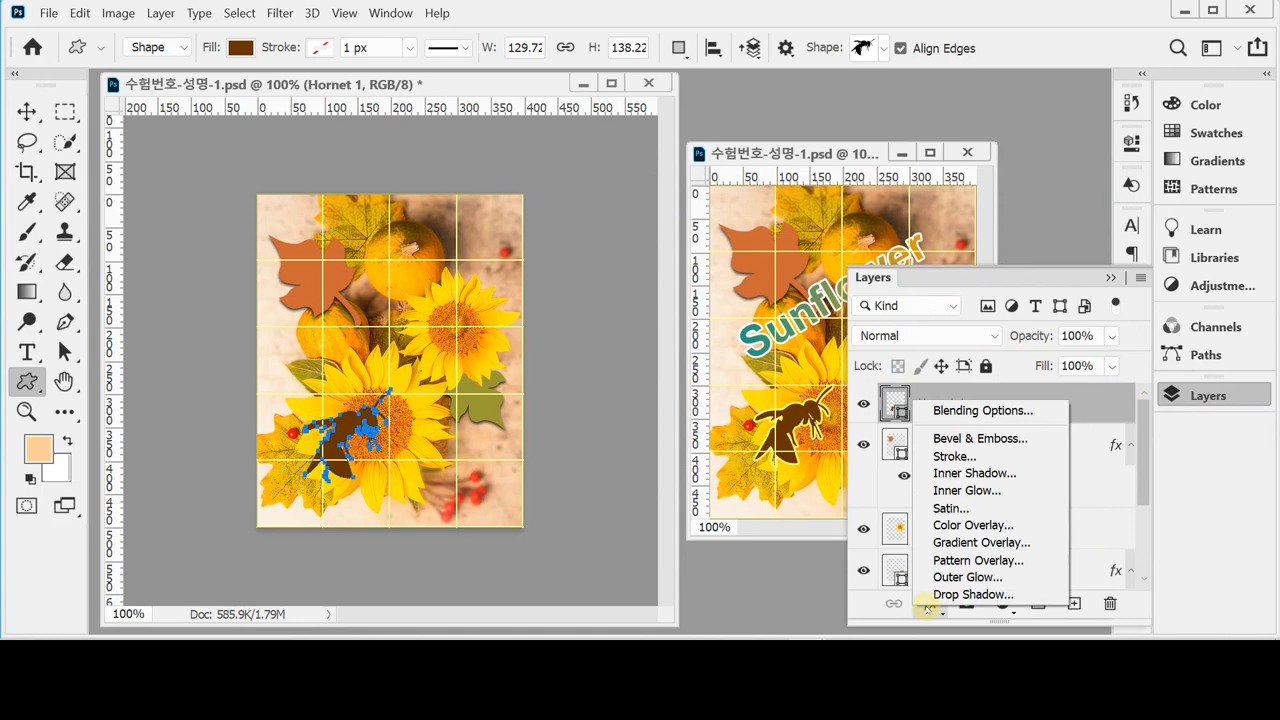 Ps File Edit Image Layer Type Select Filter 3D View Window Help
Shape Fill: Stroke: 1 px W: 129.72 H: 138.22 Shape: Align Edges
Ps 수험번호-성명-1.psd @ 100% (Hornet 1, RGB/8) *
200 150 100 50 0 50 100 150 200 250 300 350 400 450 500 550
100% Doc: 585.9K/1.79M
Ps 수험번호-성명-1.psd @ 10...
0 50 100 150 200 250 300 350
Sunflower
100%
Layers
Kind
Normal Opacity: 100%
Lock: Fill: 100%
fx
fx
Blending Options...
Bevel & Emboss...
Stroke...
Inner Shadow...
Inner Glow...
Satin...
Color Overlay...
Gradient Overlay...
Pattern Overlay...
Outer Glow...
Drop Shadow...
Color
Swatches
Gradients
Patterns
Learn
Libraries
Adjustme...
Channels
Paths
Layers